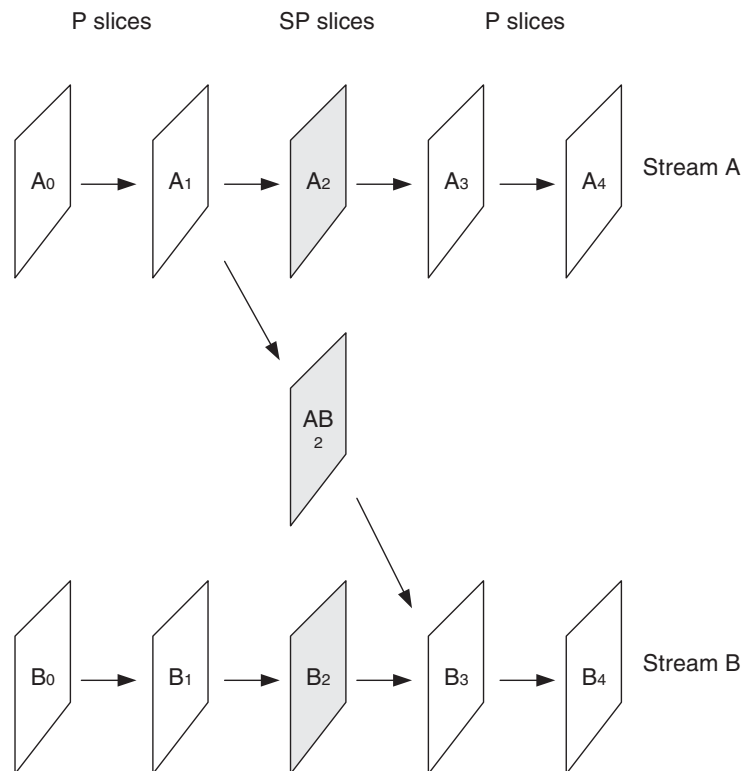 P slices SP slices P slices
A0 A1 A2 A3 A4 Stream A
AB
2
B0 B1 B2 B3 B4 Stream B